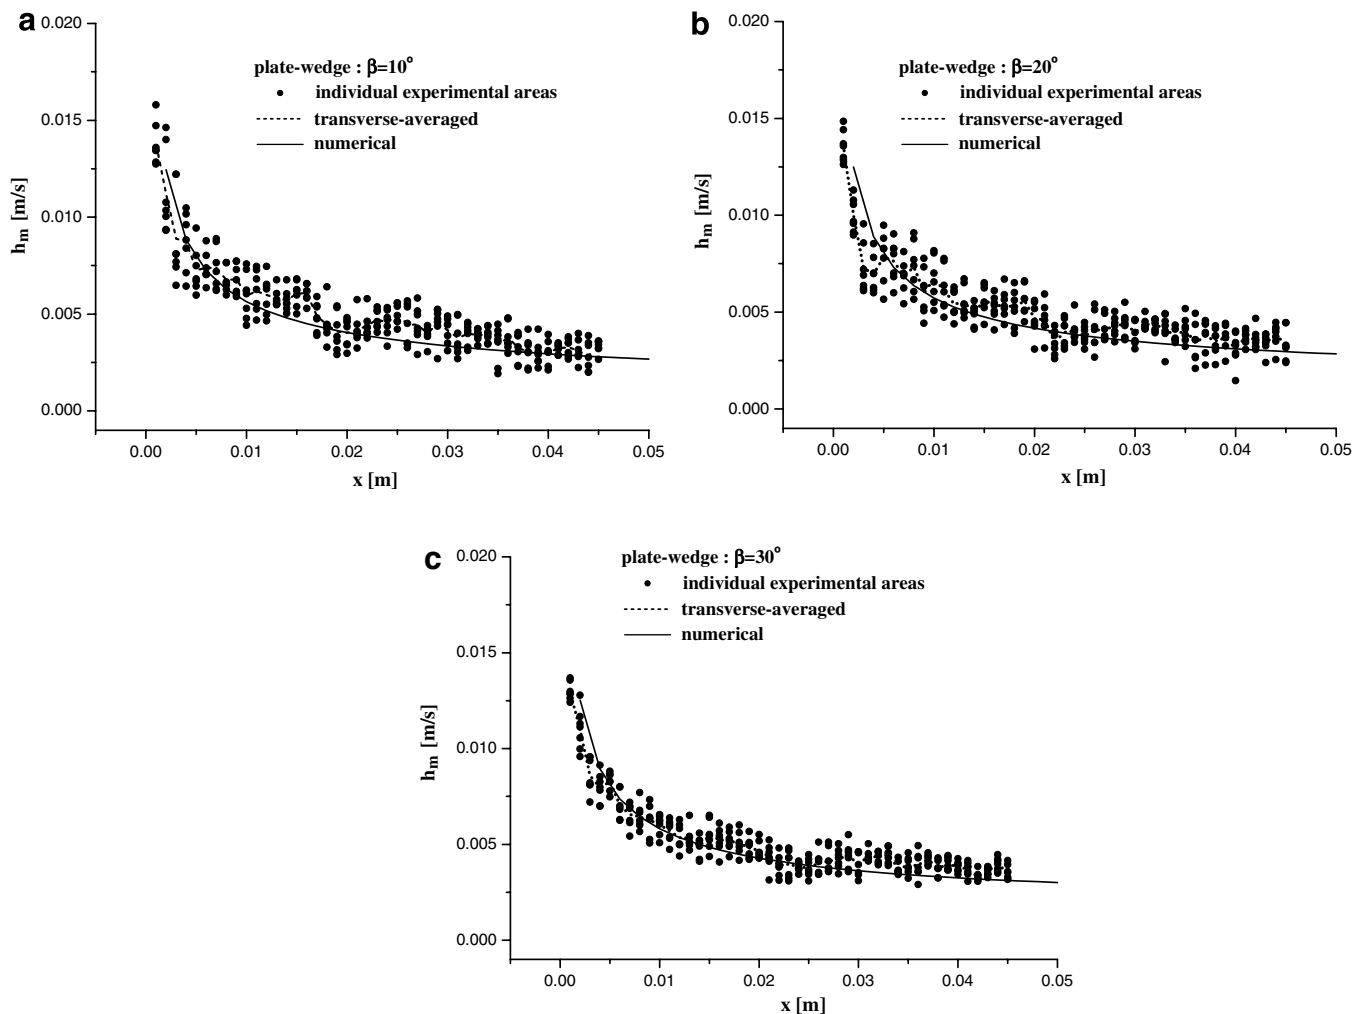 a
0.020
0.015
0.010
0.005
0.000
h_m [m/s]
plate-wedge : β=10°
individual experimental areas
transverse-averaged
numerical
0.00 0.01 0.02 0.03 0.04 0.05
x [m]
b
0.020
0.015
0.010
0.005
0.000
h_m [m/s]
plate-wedge : β=20°
individual experimental areas
transverse-averaged
numerical
0.00 0.01 0.02 0.03 0.04 0.05
x [m]
c
0.020
0.015
0.010
0.005
0.000
h_m [m/s]
plate-wedge : β=30°
individual experimental areas
transverse-averaged
numerical
0.00 0.01 0.02 0.03 0.04 0.05
x [m]